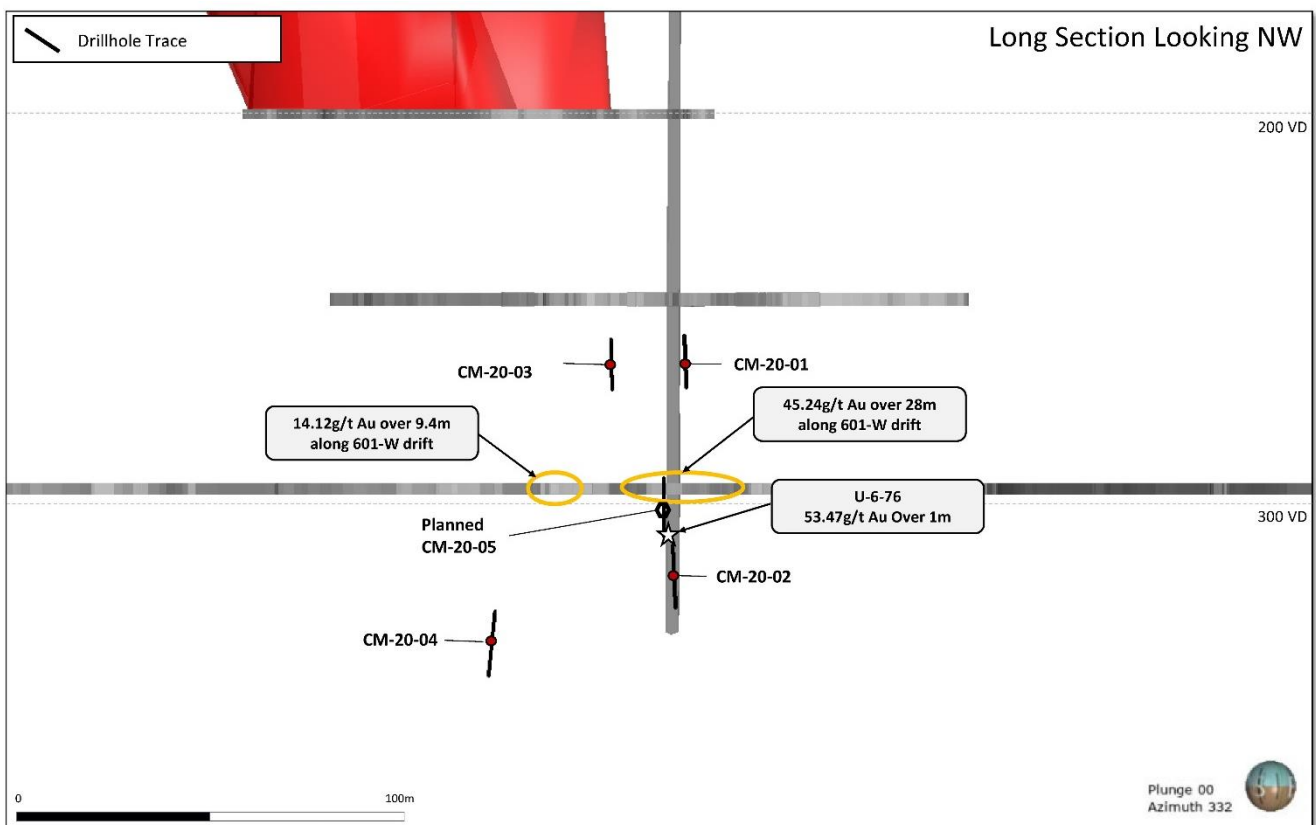 Drillhole Trace
Long Section Looking NW
200 VD
CM-20-03
CM-20-01
14.12g/t Au over 9.4m
along 601-W drift
45.24g/t Au over 28m
along 601-W drift
U-6-76
53.47g/t Au Over 1m
300 VD
Planned
CM-20-05
CM-20-02
CM-20-04
0
100m
Plunge 00
Azimuth 332